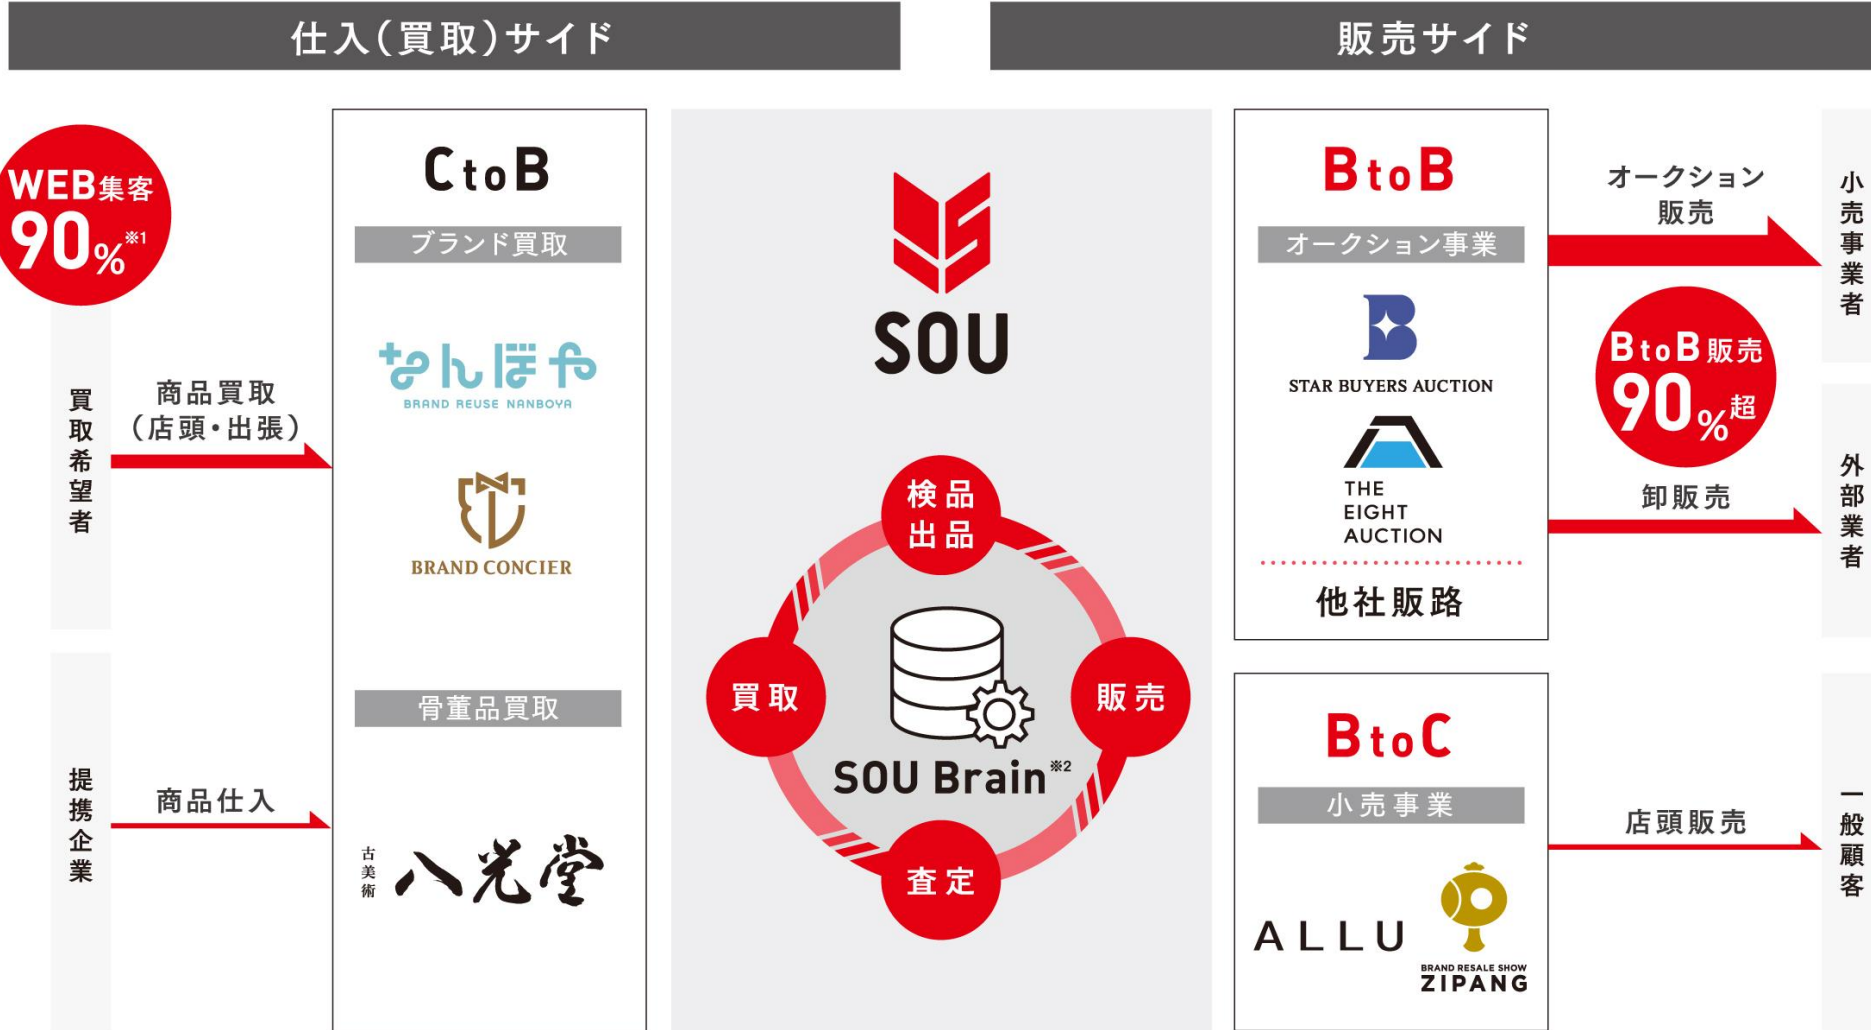 仕入(買取)サイド
販売サイド
WEB集客
90%※1
買取希望者
商品買取
(店頭・出張)
提携企業
商品仕入
CtoB
ブランド買取
なんぼや
BRAND REUSE NANBOYA
BRAND CONCIER
骨董品買取
古美術
八光堂
SOU
検品
出品
買取
販売
SOU Brain※2
査定
BtoB
オークション事業
STAR BUYERS AUCTION
THE
EIGHT
AUCTION
他社販路
オークション
販売
BtoB販売
90%超
卸販売
小売事業者
外部業者
BtoC
小売事業
ALLU
BRAND RESALE SHOW
ZIPANG
店頭販売
一般顧客